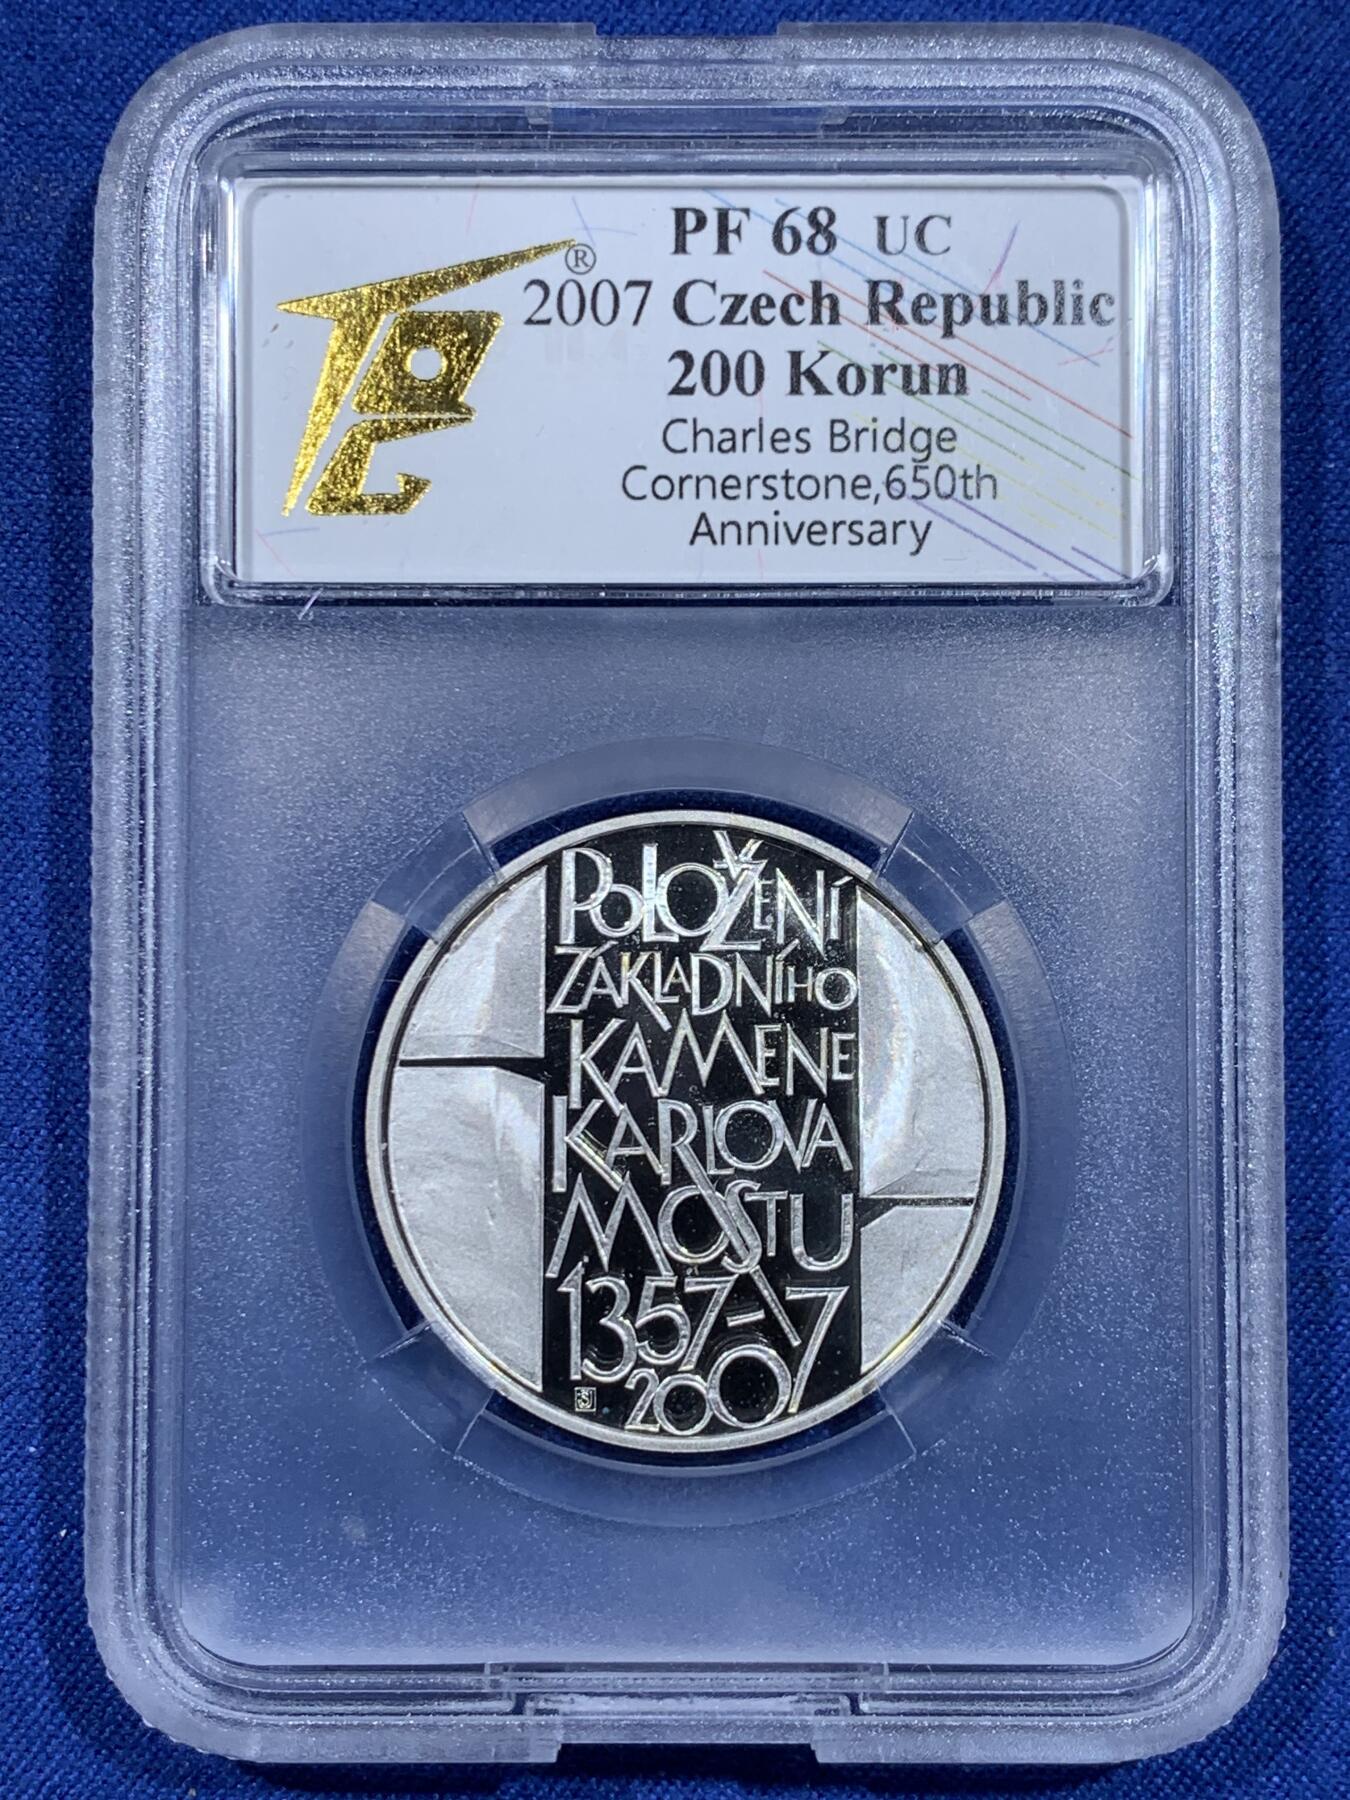 PF 68 UC
®
2007 Czech Republic
200 Korun
Charles Bridge
Cornerstone,650th
Anniversary
POLOŽENÍ
ZÁKLADNÍHO
KAMENE
KARLOVA
MOSTU
1357-
2007